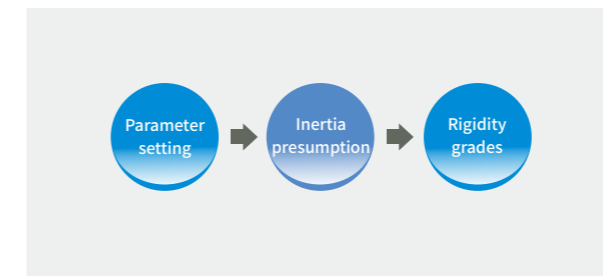 Parameter
setting
Inertia
presumption
Rigidity
grades